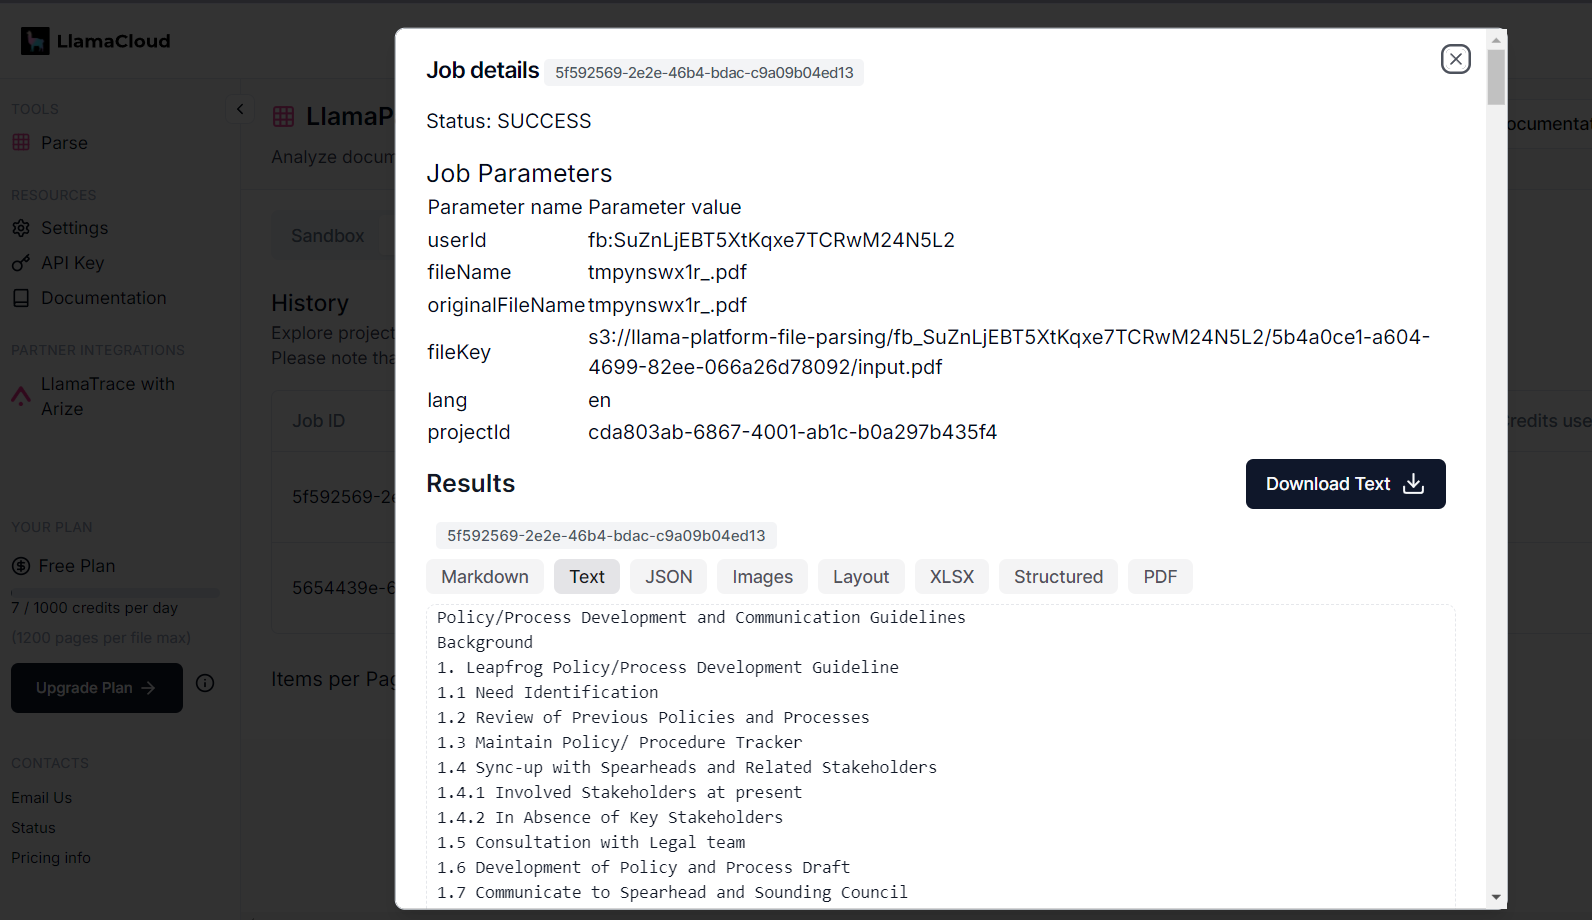 LlamaCloud
TOOLS
Parse
RESOURCES
Settings
API Key
Documentation
PARTNER INTEGRATIONS
LlamaTrace with
Arize
YOUR PLAN
Free Plan
7 / 1000 credits per day
(1200 pages per file max)
Upgrade Plan
CONTACTS
Email Us
Status
Pricing info
LlamaP
Analyze docum
Sandbox
History
Explore project
Please note tha
Job ID
5f592569-2e
5654439e-6
Items per Pag
ocumentat
redits use
Job details 5f592569-2e2e-46b4-bdac-c9a09b04ed13
Status: SUCCESS
Job Parameters
Parameter name Parameter value
userId fb:SuZnLjEBT5XtKqxe7TCRwM24N5L2
fileName tmpynswx1r_.pdf
originalFileName tmpynswx1r_.pdf
fileKey s3://llama-platform-file-parsing/fb_SuZnLjEBT5XtKqxe7TCRwM24N5L2/5b4a0ce1-a604-
4699-82ee-066a26d78092/input.pdf
lang en
projectId cda803ab-6867-4001-ab1c-b0a297b435f4
Results
Download Text
5f592569-2e2e-46b4-bdac-c9a09b04ed13
Markdown Text JSON Images Layout XLSX Structured PDF
Policy/Process Development and Communication Guidelines
Background
1. Leapfrog Policy/Process Development Guideline
1.1 Need Identification
1.2 Review of Previous Policies and Processes
1.3 Maintain Policy/ Procedure Tracker
1.4 Sync-up with Spearheads and Related Stakeholders
1.4.1 Involved Stakeholders at present
1.4.2 In Absence of Key Stakeholders
1.5 Consultation with Legal team
1.6 Development of Policy and Process Draft
1.7 Communicate to Spearhead and Sounding Council